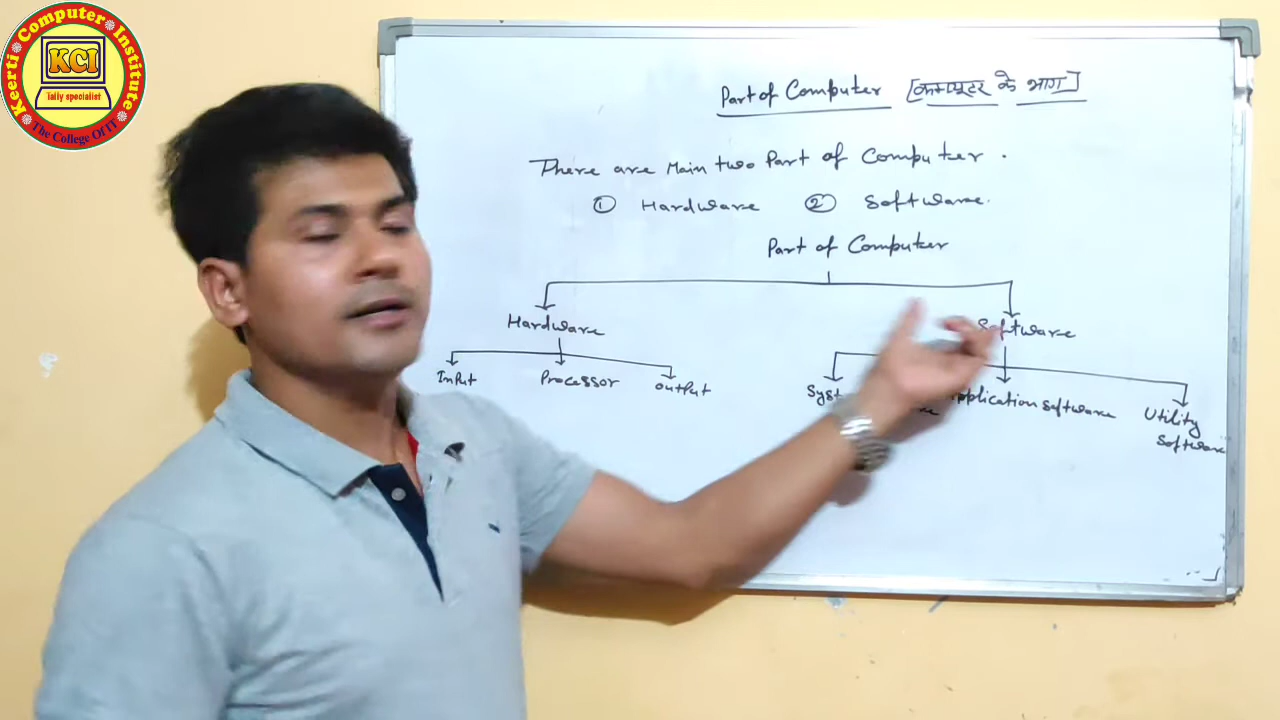 Keerti Computer Institute
KCI
Tally specialist
The College Of IT
Part of Computer [कम्प्यूटर के भाग]
There are Main two Part of Computer.
① Hardware ② Software.
Part of Computer
Hardware Software
Input Processor Output
Application Software Utility Software